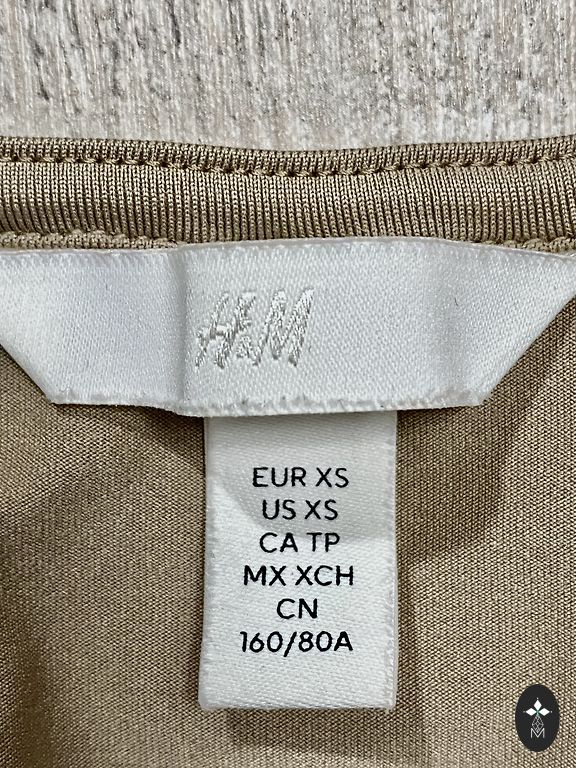 H&M
EUR XS
US XS
CA TP
MX XCH
CN
160/80A
M